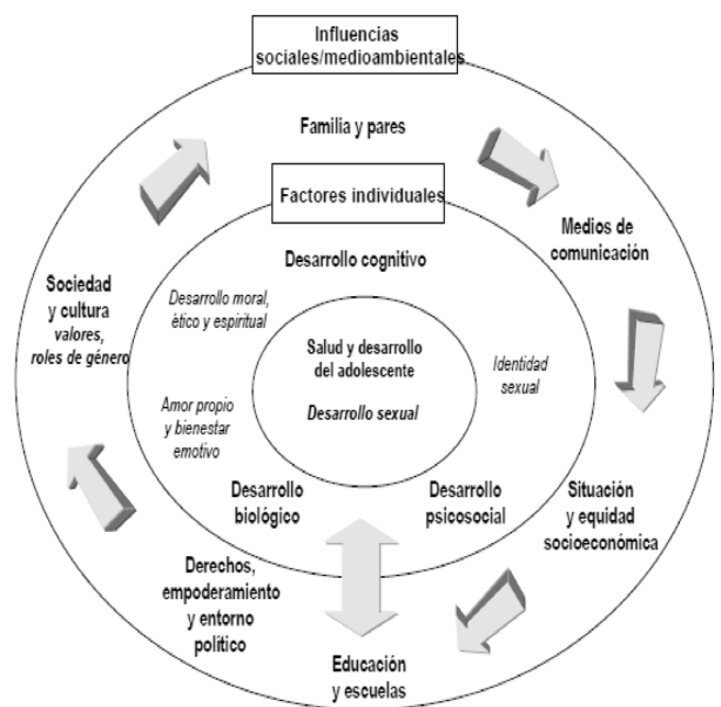 Influencias
sociales/medioambientales
Familia y pares
Factores individuales
Medios de
comunicación
Desarrollo cognitivo
Sociedad
y cultura
valores,
roles de género
Desarrollo moral,
ético y espiritual
Salud y desarrollo
del adolescente
Desarrollo sexual
Identidad
sexual
Amor propio
y bienestar
emotivo
Desarrollo
biológico
Desarrollo
psicosocial
Situación
y equidad
socioeconómica
Derechos,
empoderamiento
y entorno
político
Educación
y escuelas